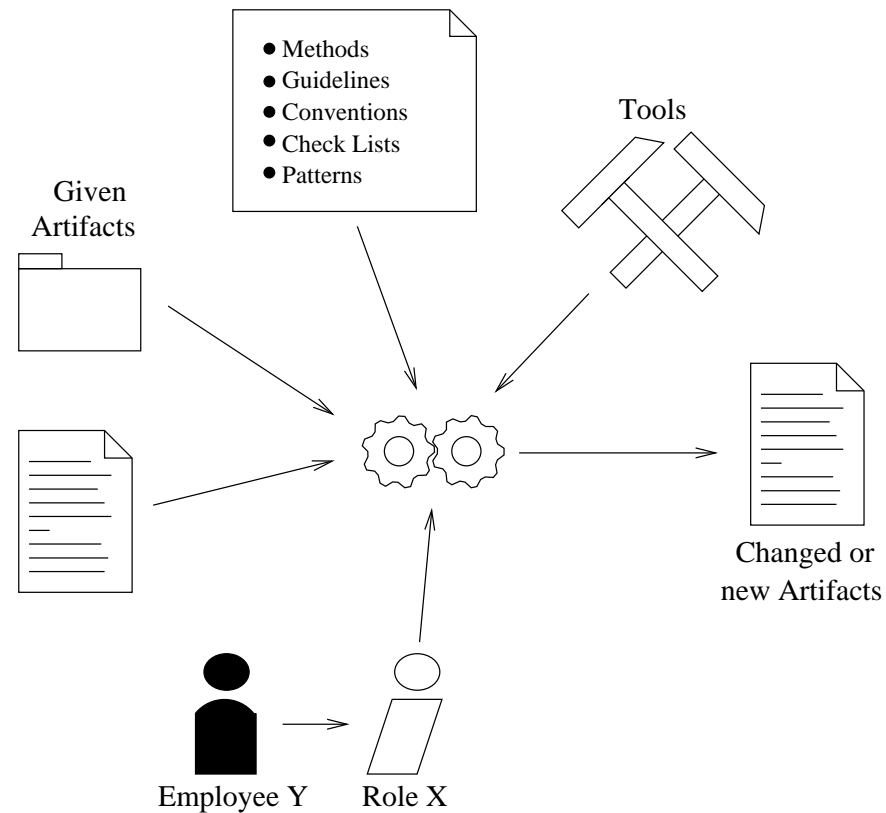 Methods
Guidelines
Conventions
Check Lists
Patterns
Tools
Given
Artifacts
Changed or
new Artifacts
Employee Y
Role X